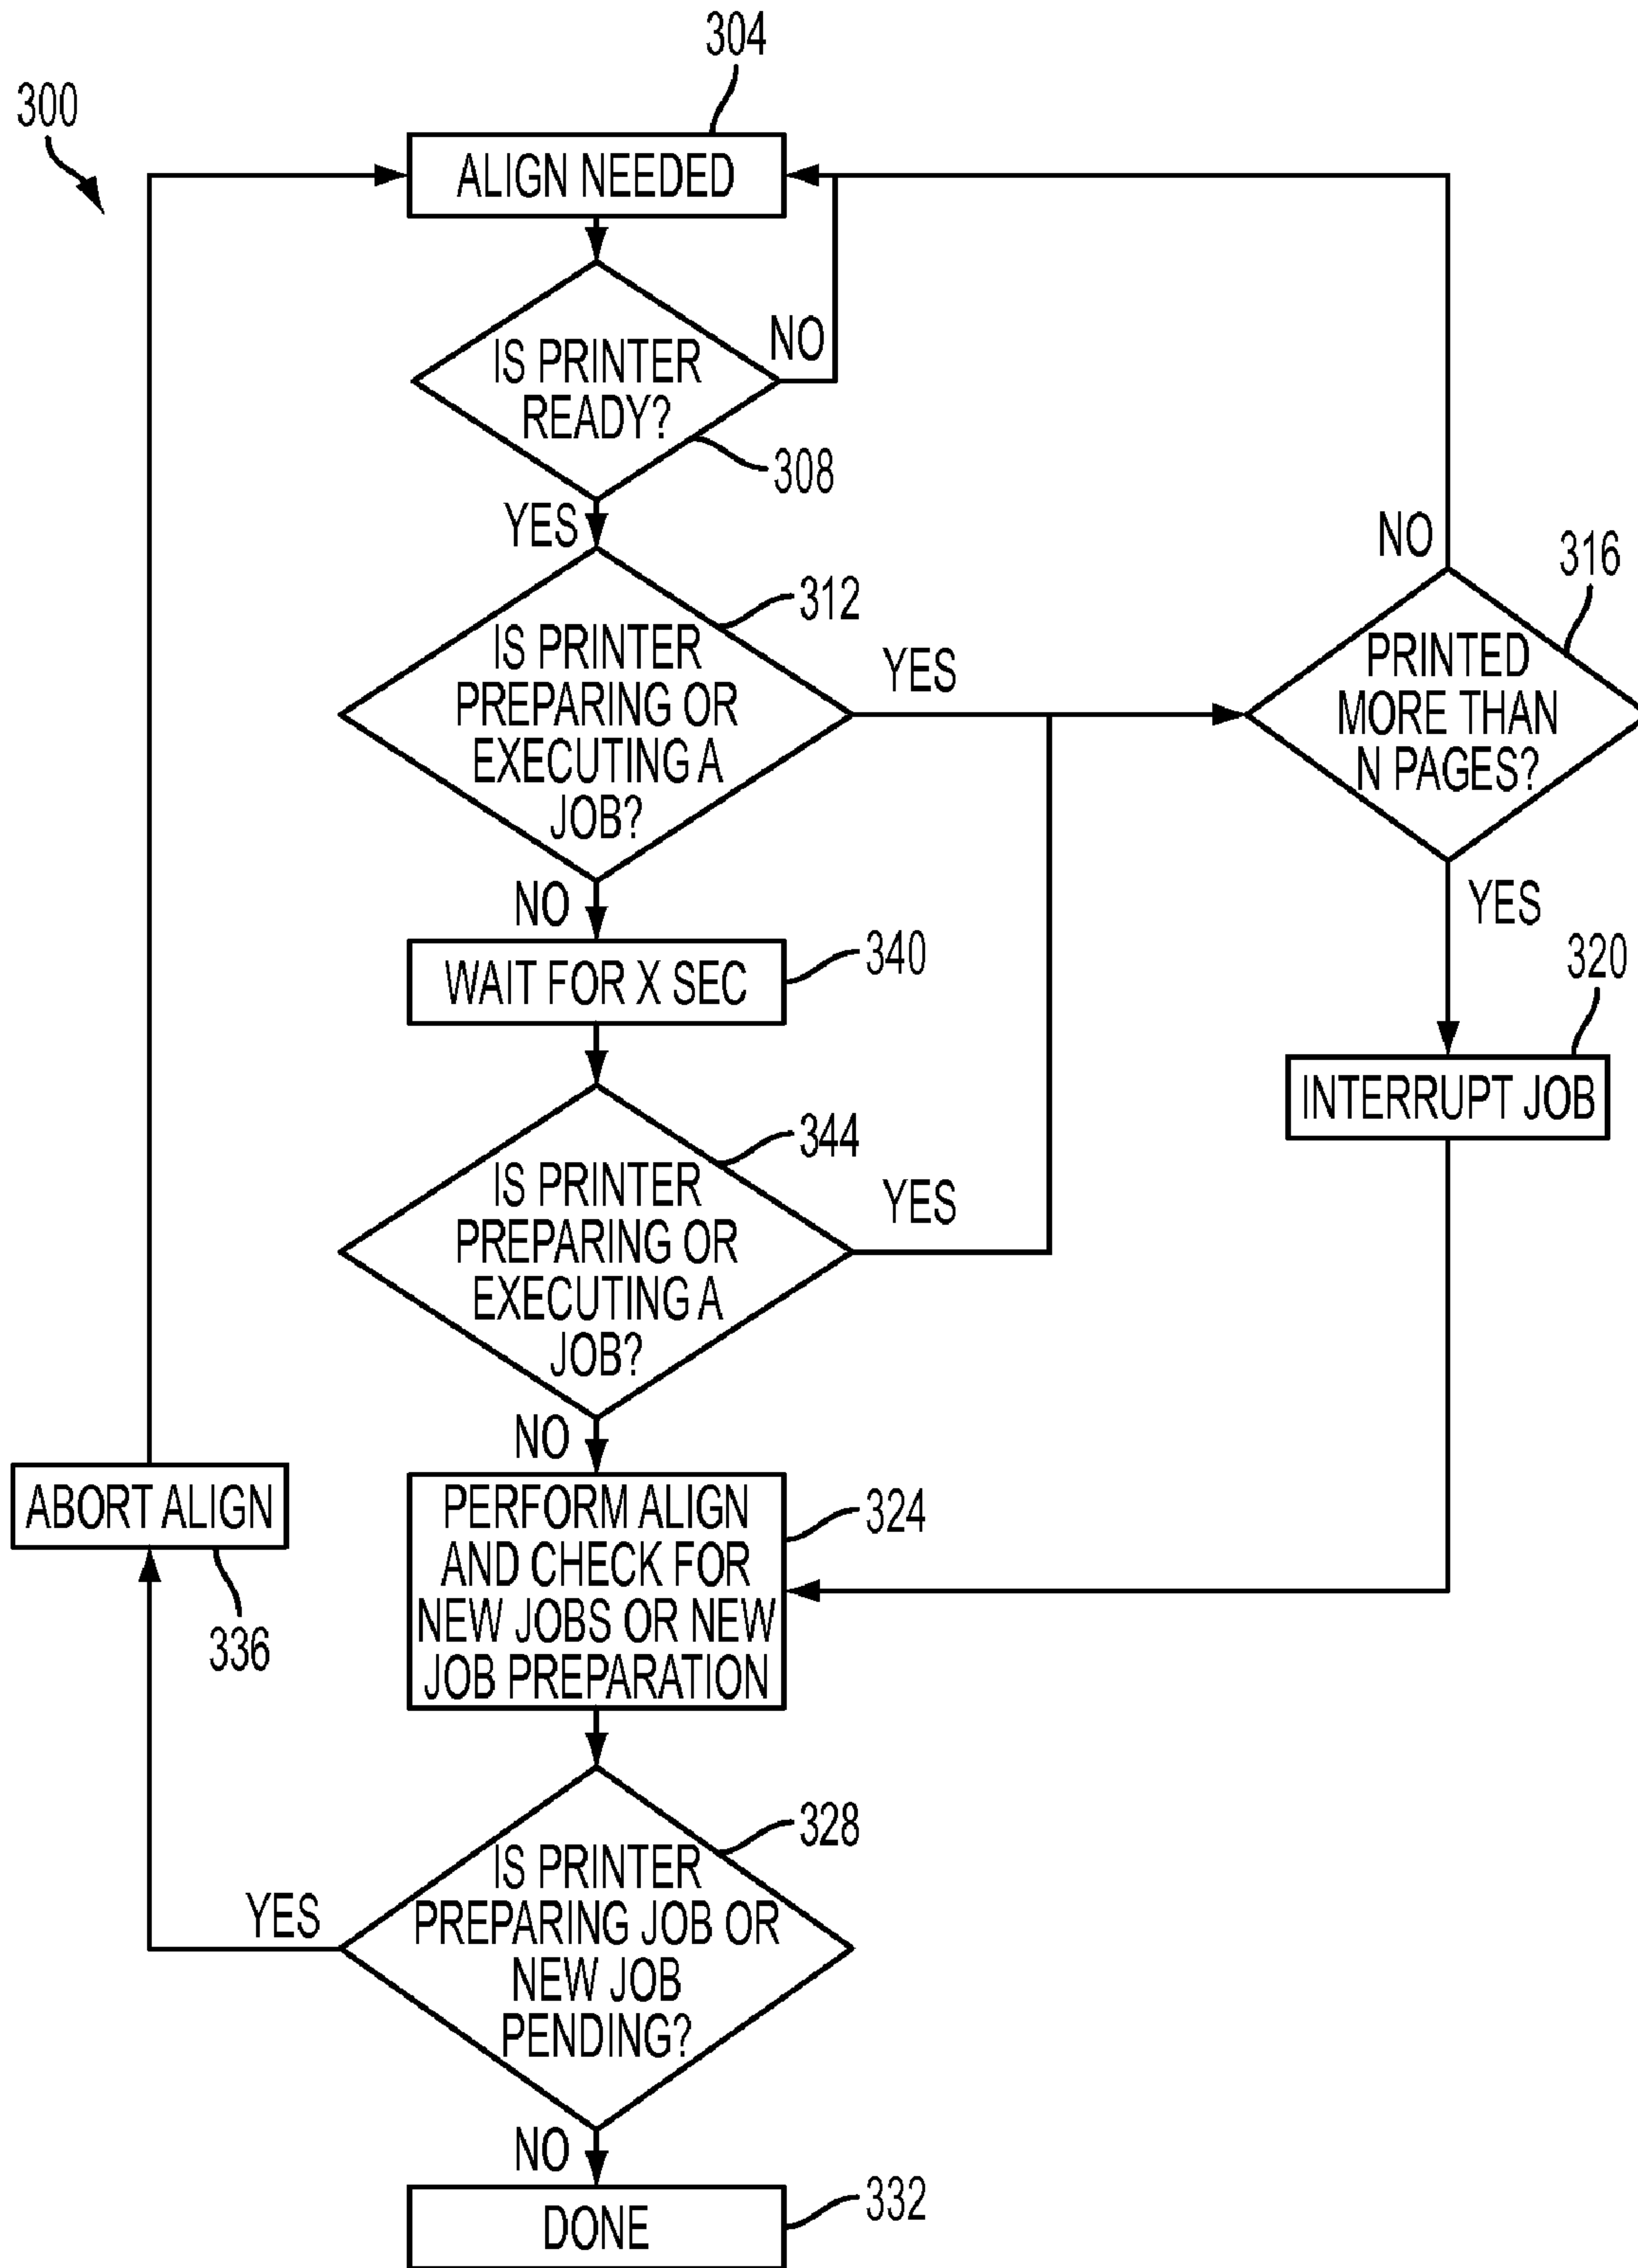 304
300
ALIGN NEEDED
IS PRINTER
READY?
NO
308
YES
312
IS PRINTER
PREPARING OR
EXECUTING A
JOB?
YES
NO
316
PRINTED
MORE THAN
N PAGES?
NO
YES
340
WAIT FOR X SEC
320
INTERRUPT JOB
344
IS PRINTER
PREPARING OR
EXECUTING A
JOB?
YES
NO
ABORT ALIGN
336
PERFORM ALIGN
AND CHECK FOR
NEW JOBS OR NEW
JOB PREPARATION
324
328
IS PRINTER
PREPARING JOB OR
NEW JOB
PENDING?
YES
NO
DONE
332